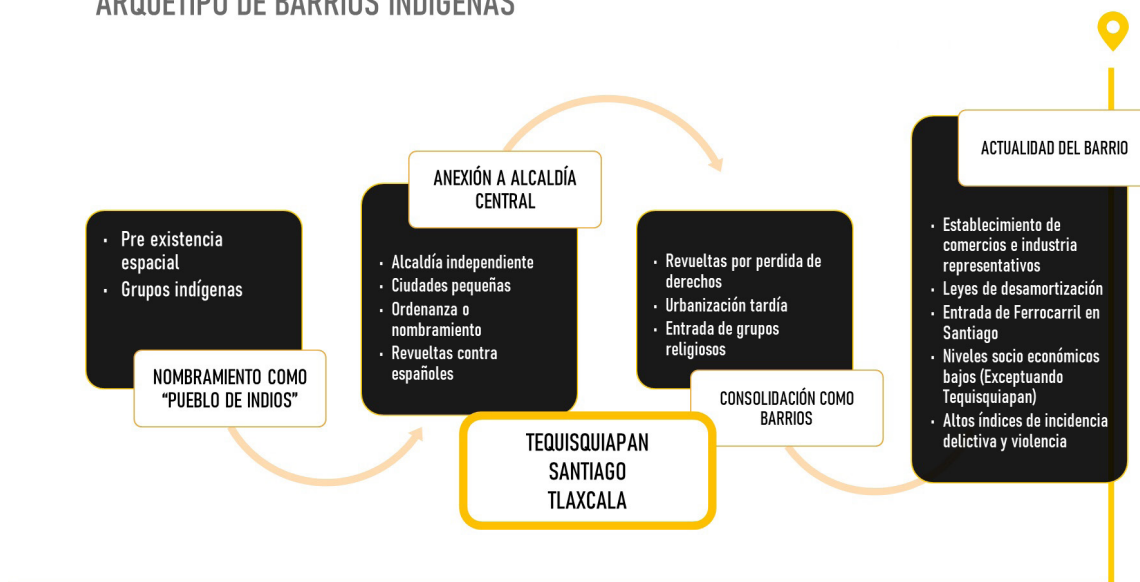 ARQUETIPO DE BARRIOS INDÍGENAS
· Pre existencia
espacial
· Grupos indígenas
NOMBRAMIENTO COMO
“PUEBLO DE INDIOS”
ANEXIÓN A ALCALDÍA
CENTRAL
· Alcaldía independiente
· Ciudades pequeñas
· Ordenanza o
nombramiento
· Revueltas contra
españoles
TEQUISQUIAPAN
SANTIAGO
TLAXCALA
· Revueltas por perdida de
derechos
· Urbanización tardía
· Entrada de grupos
religiosos
CONSOLIDACIÓN COMO
BARRIOS
ACTUALIDAD DEL BARRIO
· Establecimiento de
comercios e industria
representativos
· Leyes de desamortización
· Entrada de Ferrocarril en
Santiago
· Niveles socio económicos
bajos (Exceptuando
Tequisquiapan)
· Altos índices de incidencia
delictiva y violencia